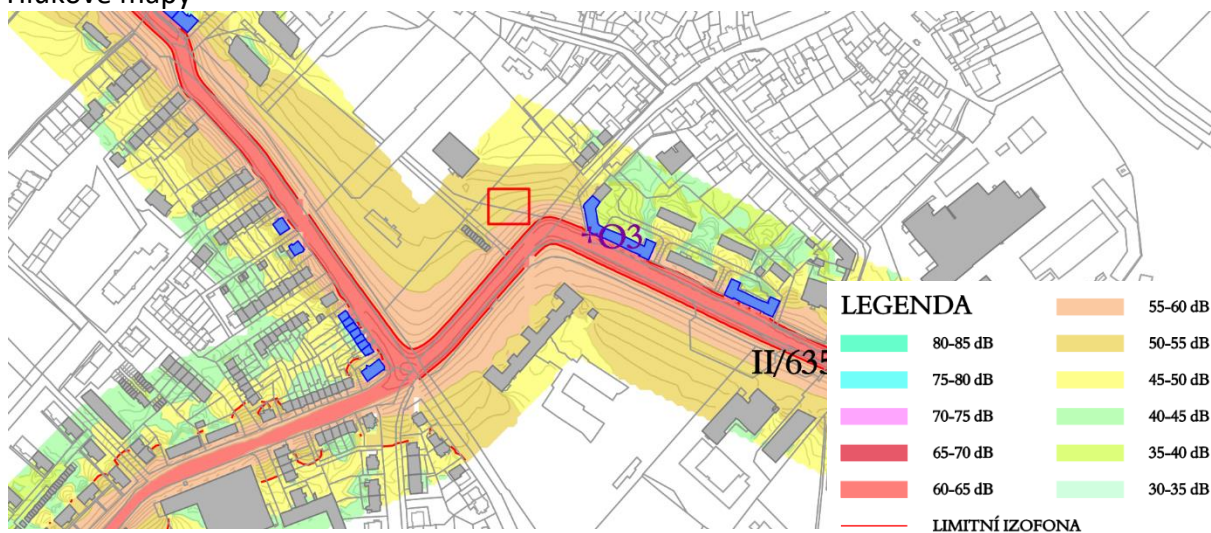 Hlukové mapy
O3
II/635
LEGENDA
80-85 dB
75-80 dB
70-75 dB
65-70 dB
60-65 dB
LIMITNÍ IZOFONA
55-60 dB
50-55 dB
45-50 dB
40-45 dB
35-40 dB
30-35 dB